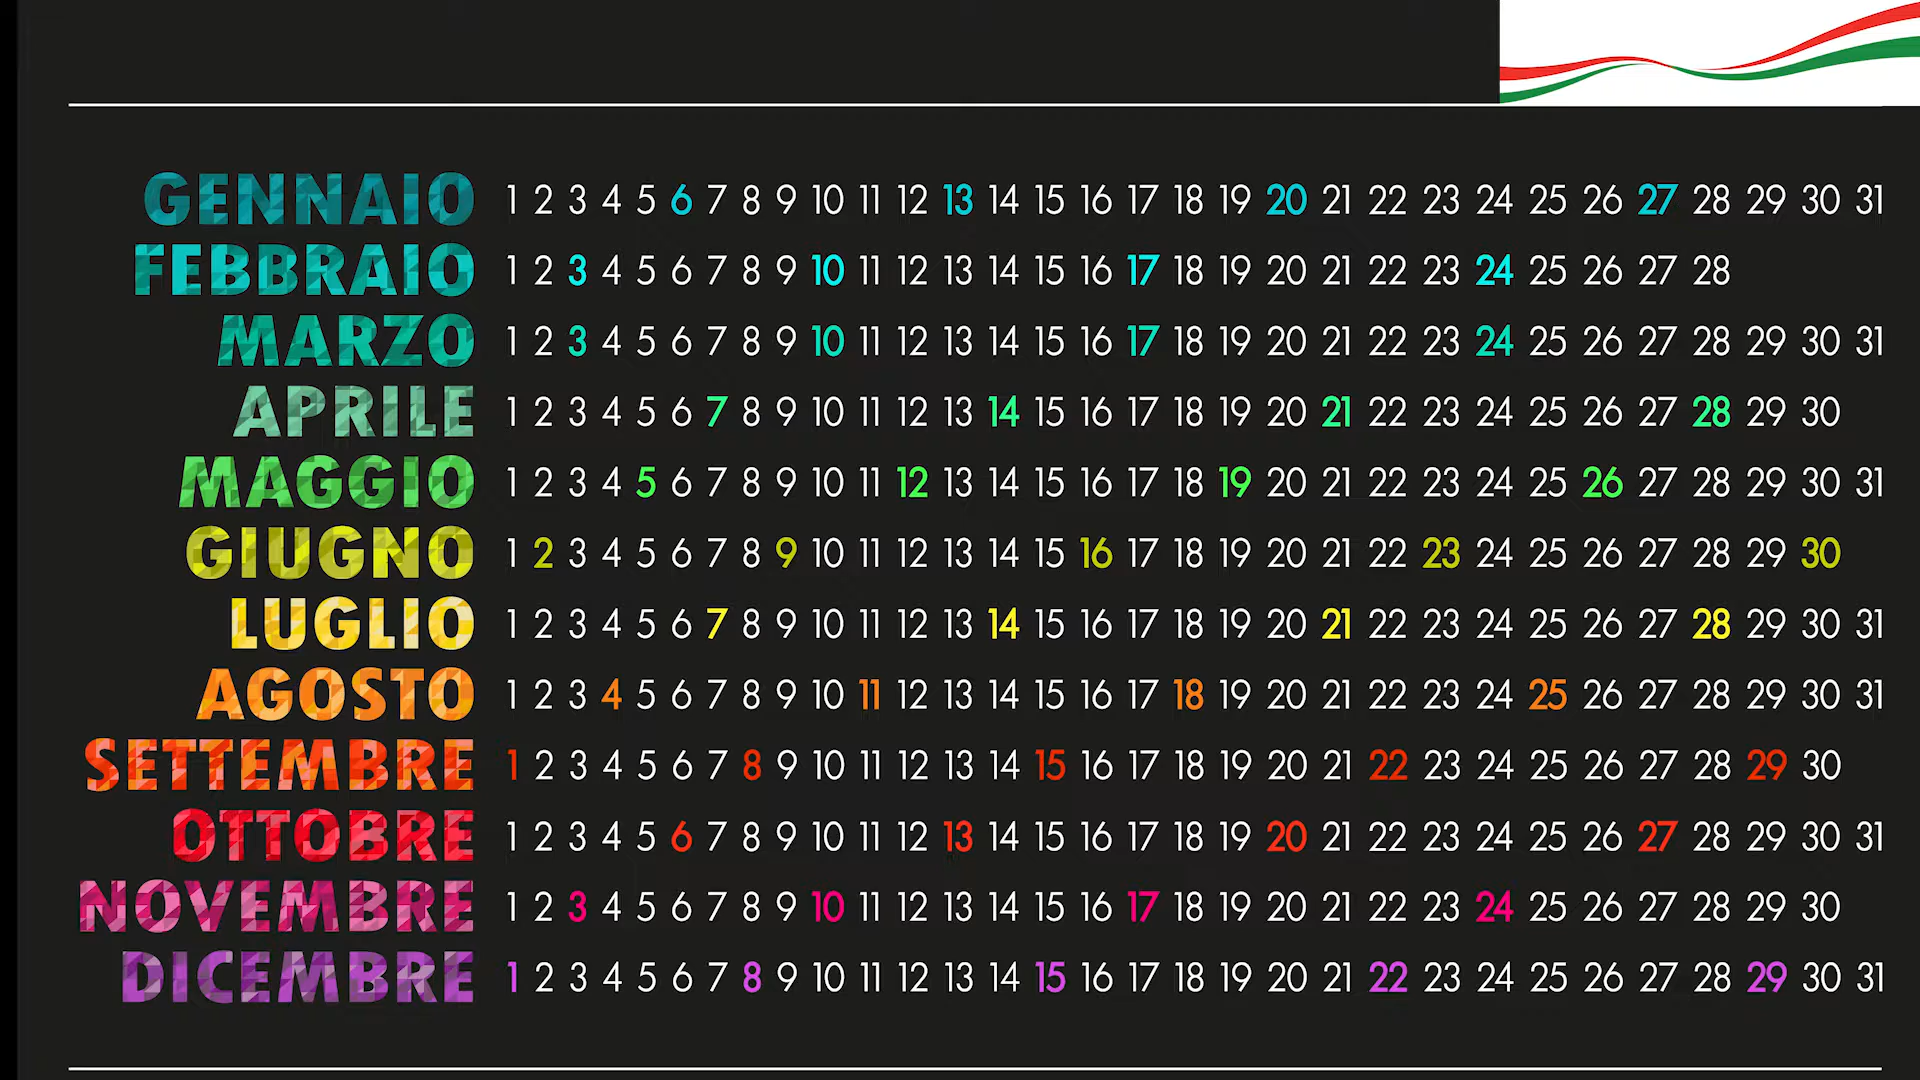 GENNAIO 1 2 3 4 5 6 7 8 9 10 11 12 13 14 15 16 17 18 19 20 21 22 23 24 25 26 27 28 29 30 31
FEBBRAIO 1 2 3 4 5 6 7 8 9 10 11 12 13 14 15 16 17 18 19 20 21 22 23 24 25 26 27 28
MARZO 1 2 3 4 5 6 7 8 9 10 11 12 13 14 15 16 17 18 19 20 21 22 23 24 25 26 27 28 29 30 31
APRILE 1 2 3 4 5 6 7 8 9 10 11 12 13 14 15 16 17 18 19 20 21 22 23 24 25 26 27 28 29 30
MAGGIO 1 2 3 4 5 6 7 8 9 10 11 12 13 14 15 16 17 18 19 20 21 22 23 24 25 26 27 28 29 30 31
GIUGNO 1 2 3 4 5 6 7 8 9 10 11 12 13 14 15 16 17 18 19 20 21 22 23 24 25 26 27 28 29 30
LUGLIO 1 2 3 4 5 6 7 8 9 10 11 12 13 14 15 16 17 18 19 20 21 22 23 24 25 26 27 28 29 30 31
AGOSTO 1 2 3 4 5 6 7 8 9 10 11 12 13 14 15 16 17 18 19 20 21 22 23 24 25 26 27 28 29 30 31
SETTEMBRE 1 2 3 4 5 6 7 8 9 10 11 12 13 14 15 16 17 18 19 20 21 22 23 24 25 26 27 28 29 30
OTTOBRE 1 2 3 4 5 6 7 8 9 10 11 12 13 14 15 16 17 18 19 20 21 22 23 24 25 26 27 28 29 30 31
NOVEMBRE 1 2 3 4 5 6 7 8 9 10 11 12 13 14 15 16 17 18 19 20 21 22 23 24 25 26 27 28 29 30
DICEMBRE 1 2 3 4 5 6 7 8 9 10 11 12 13 14 15 16 17 18 19 20 21 22 23 24 25 26 27 28 29 30 31